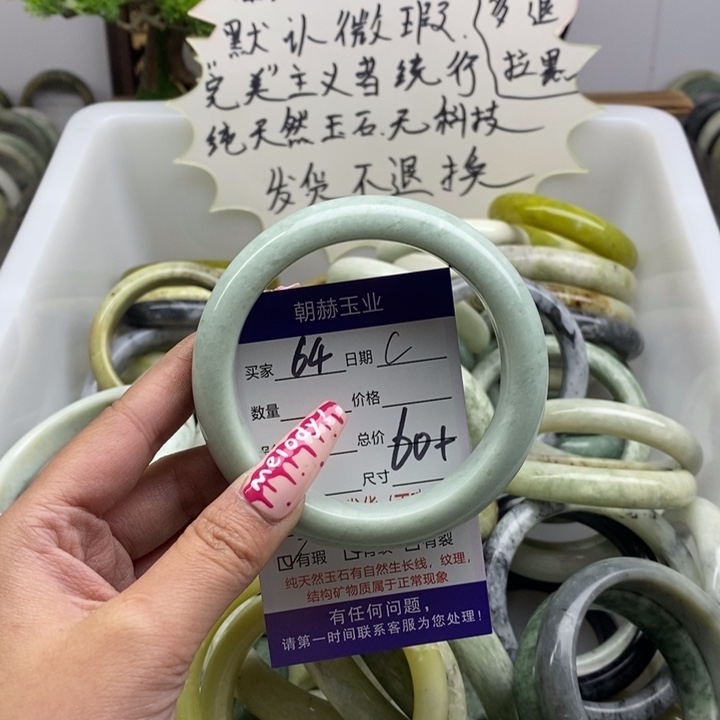 默认微瑕.
多退
"完美"主义者绕行
拉黑
纯天然玉石.无科技
发货不退换
朝赫玉业
买家 64 日期 C
数量 价格
总价 60+
尺寸
melody
有瑕
有裂
纯天然玉石有自然生长线，纹理，
结构矿物质属于正常现象
有任何问题，
请第一时间联系客服为您处理！